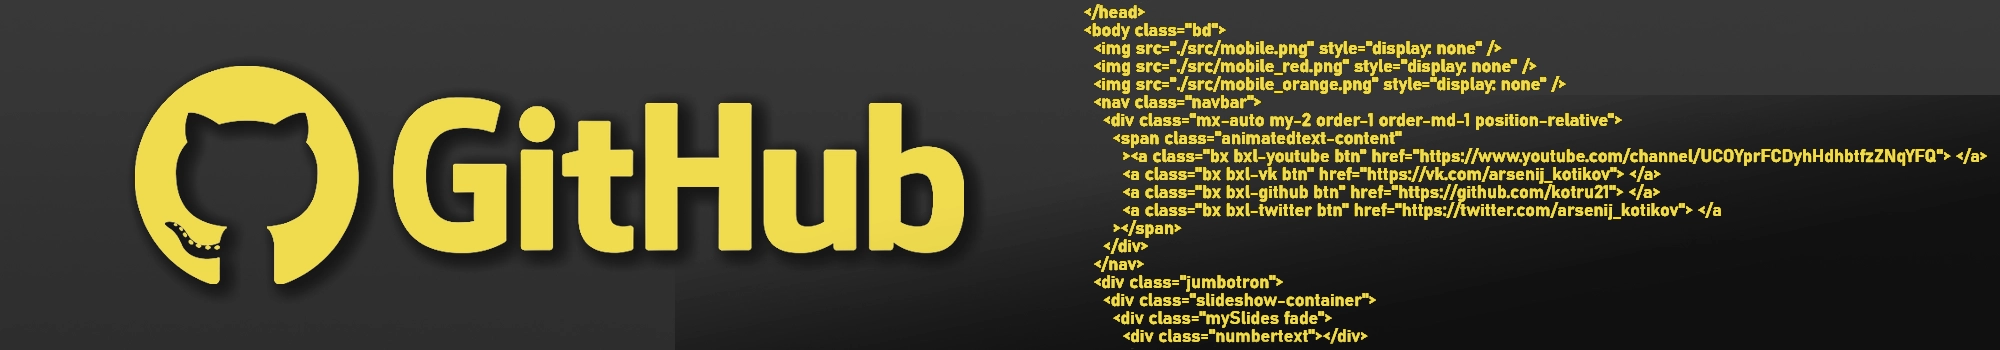 GitHub
</head>
<body class="bd">
<img src="./src/mobile.png" style="display: none" />
<img src="./src/mobile_red.png" style="display: none" />
<img src="./src/mobile_orange.png" style="display: none" />
<nav class="navbar">
<div class="mx-auto my-2 order-1 order-md-1 position-relative">
<span class="animatedtext-content"
><a class="bx bxl-youtube btn" href="https://www.youtube.com/channel/UCOYprFCDyhHdhbtfzZNqYFQ"> </a>
<a class="bx bxl-vk btn" href="https://vk.com/arsenij_kotikov"> </a>
<a class="bx bxl-github btn" href="https://github.com/kotru21"> </a>
<a class="bx bxl-twitter btn" href="https://twitter.com/arsenij_kotikov"> </a
></span>
</div>
</nav>
<div class="jumbotron">
<div class="slideshow-container">
<div class="mySlides fade">
<div class="numbertext"></div>